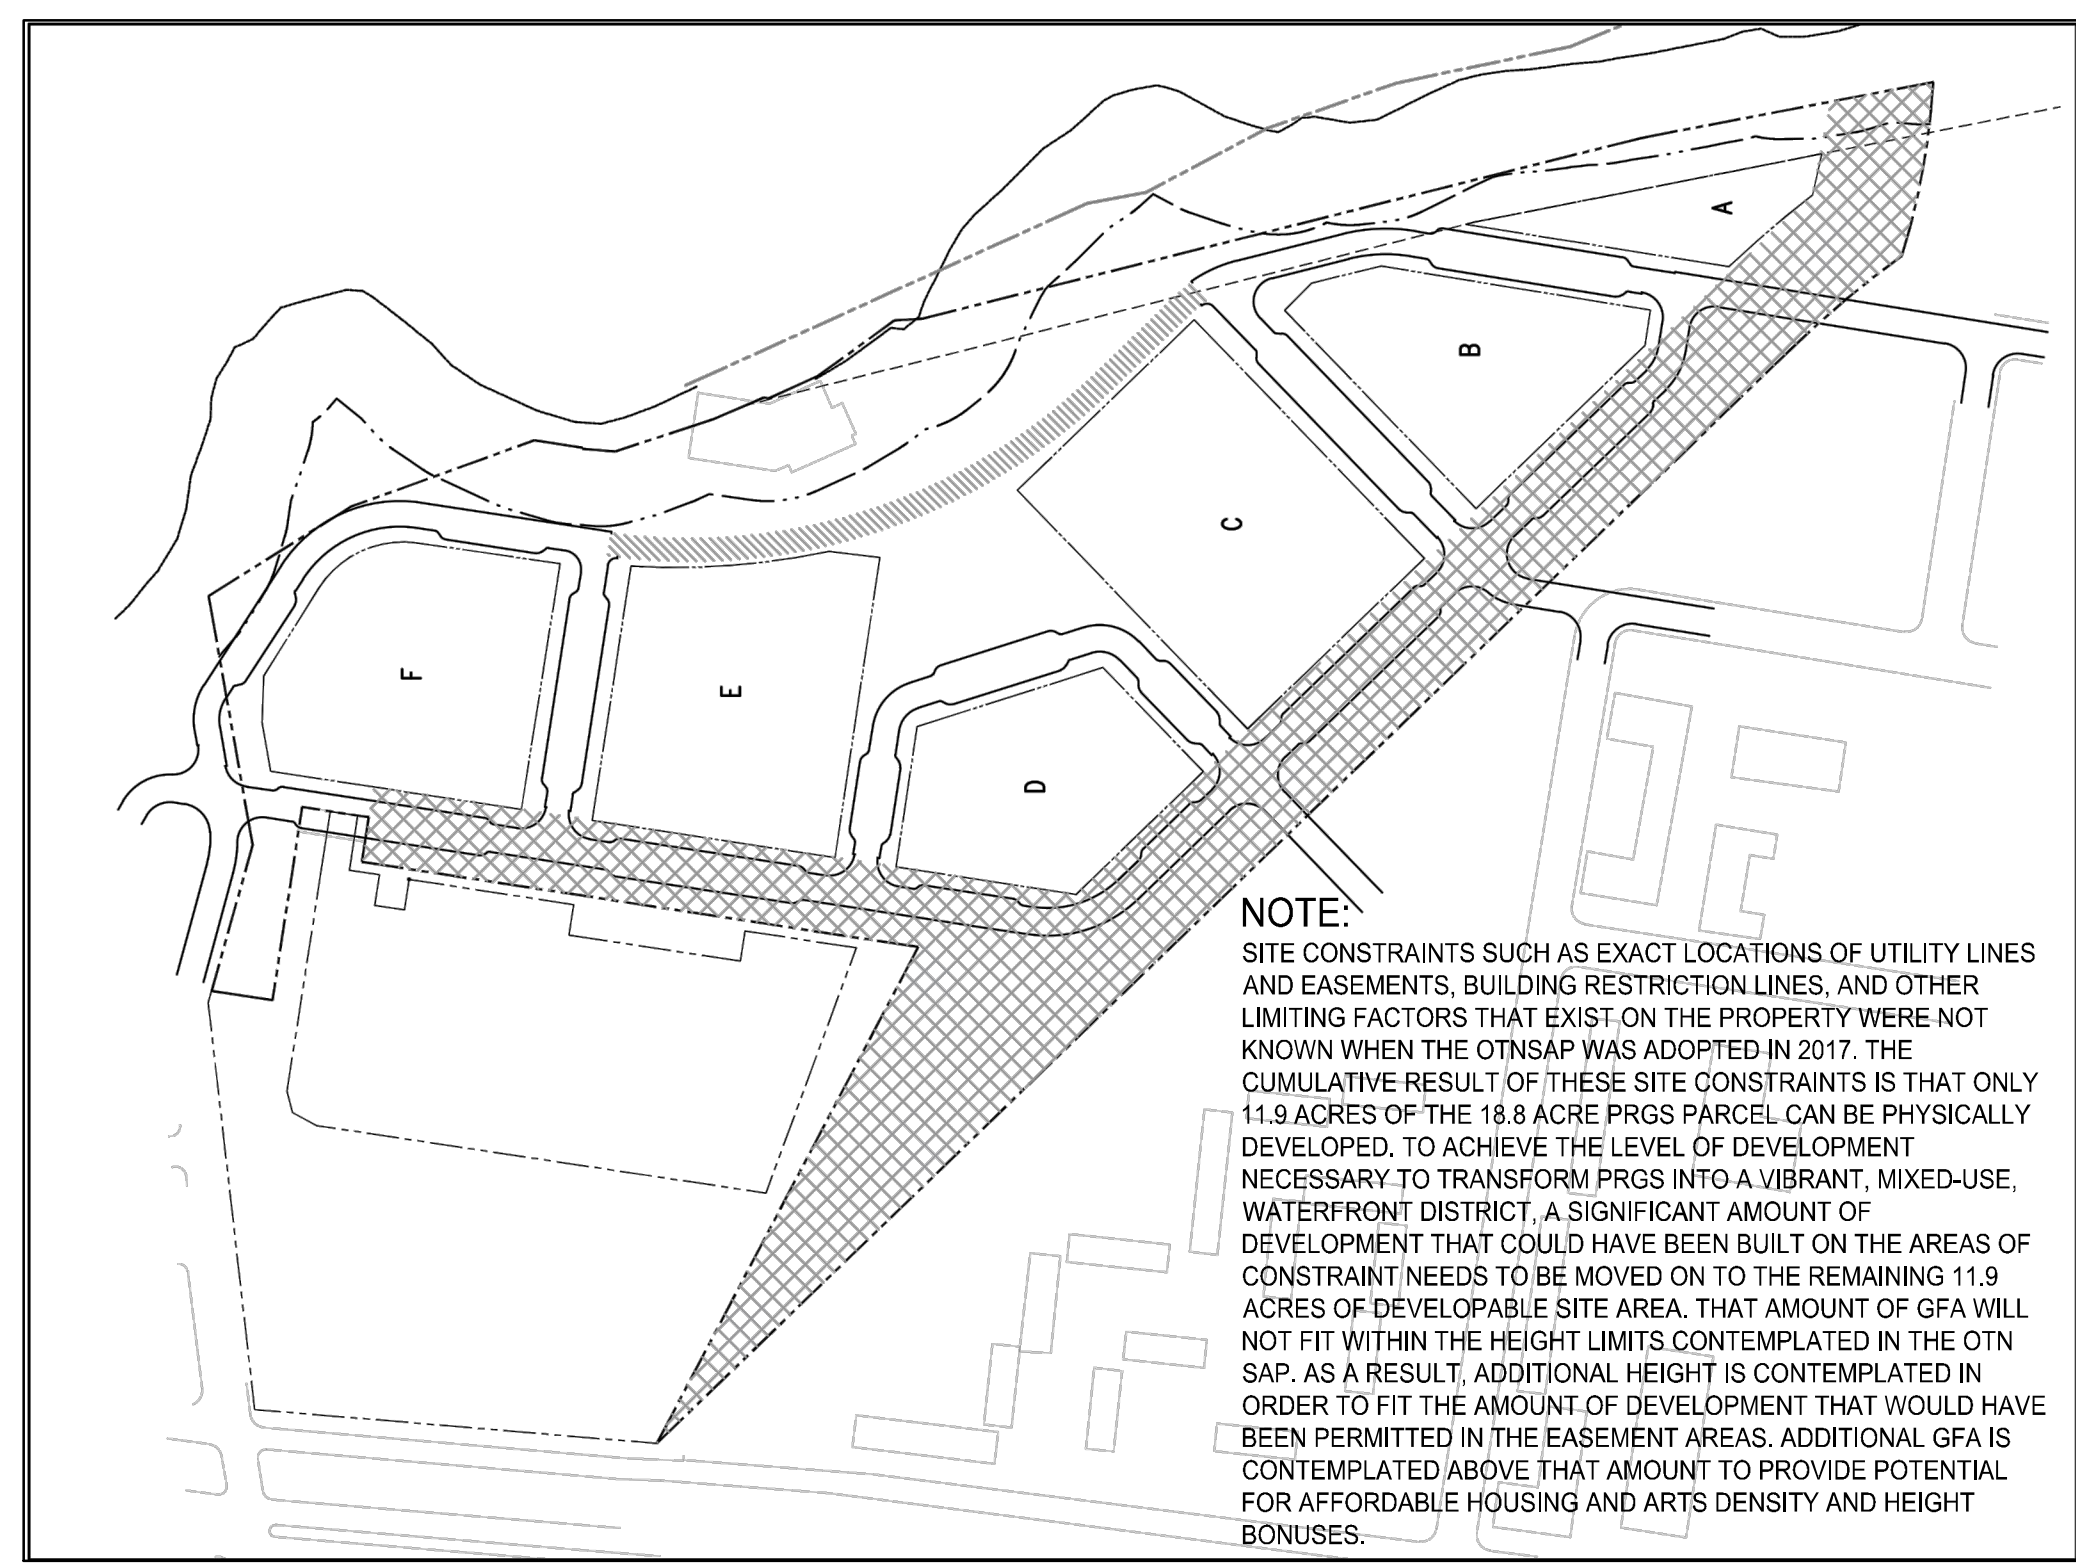 A
B
C
F
E
D
NOTE:
SITE CONSTRAINTS SUCH AS EXACT LOCATIONS OF UTILITY LINES
AND EASEMENTS, BUILDING RESTRICTION LINES, AND OTHER
LIMITING FACTORS THAT EXIST ON THE PROPERTY WERE NOT
KNOWN WHEN THE OTNSAP WAS ADOPTED IN 2017. THE
CUMULATIVE RESULT OF THESE SITE CONSTRAINTS IS THAT ONLY
11.9 ACRES OF THE 18.8 ACRE PRGS PARCEL CAN BE PHYSICALLY
DEVELOPED. TO ACHIEVE THE LEVEL OF DEVELOPMENT
NECESSARY TO TRANSFORM PRGS INTO A VIBRANT, MIXED-USE,
WATERFRONT DISTRICT, A SIGNIFICANT AMOUNT OF
DEVELOPMENT THAT COULD HAVE BEEN BUILT ON THE AREAS OF
CONSTRAINT NEEDS TO BE MOVED ON TO THE REMAINING 11.9
ACRES OF DEVELOPABLE SITE AREA. THAT AMOUNT OF GFA WILL
NOT FIT WITHIN THE HEIGHT LIMITS CONTEMPLATED IN THE OTN
SAP. AS A RESULT, ADDITIONAL HEIGHT IS CONTEMPLATED IN
ORDER TO FIT THE AMOUNT OF DEVELOPMENT THAT WOULD HAVE
BEEN PERMITTED IN THE EASEMENT AREAS. ADDITIONAL GFA IS
CONTEMPLATED ABOVE THAT AMOUNT TO PROVIDE POTENTIAL
FOR AFFORDABLE HOUSING AND ARTS DENSITY AND HEIGHT
BONUSES.